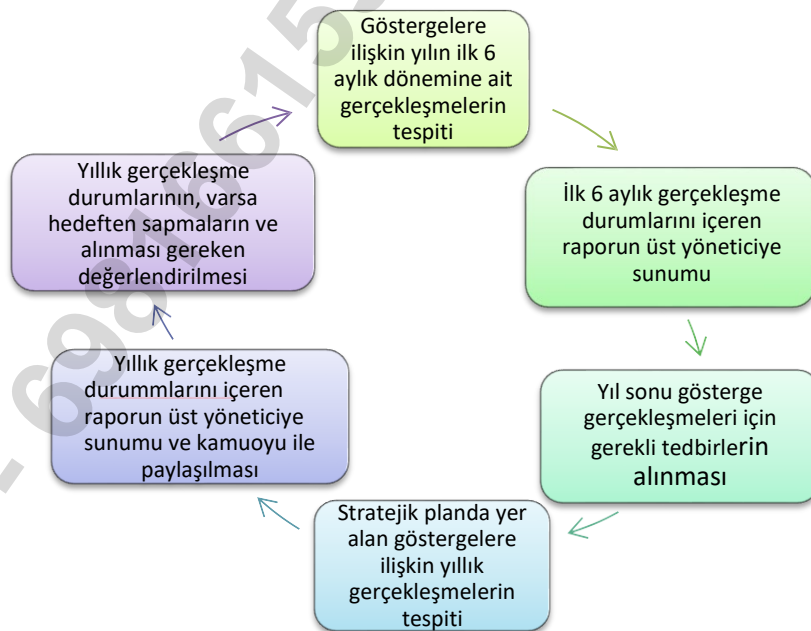 Göstergelere
ilişkin yılın ilk 6
aylık dönemine ait
gerçekleşmelerin
tespiti
İlk 6 aylık gerçekleşme
durumlarını içeren
raporun üst yöneticiye
sunumu
Yıl sonu gösterge
gerçekleşmeleri için
gerekli tedbirlerin
alınması
Stratejik planda yer
alan göstergelere
ilişkin yıllık
gerçekleşmelerin
tespiti
Yıllık gerçekleşme
durummlarını içeren
raporun üst yöneticiye
sunumu ve kamuoyu ile
paylaşılması
Yıllık gerçekleşme
durumlarının, varsa
hedeften sapmaların ve
alınması gereken
değerlendirilmesi